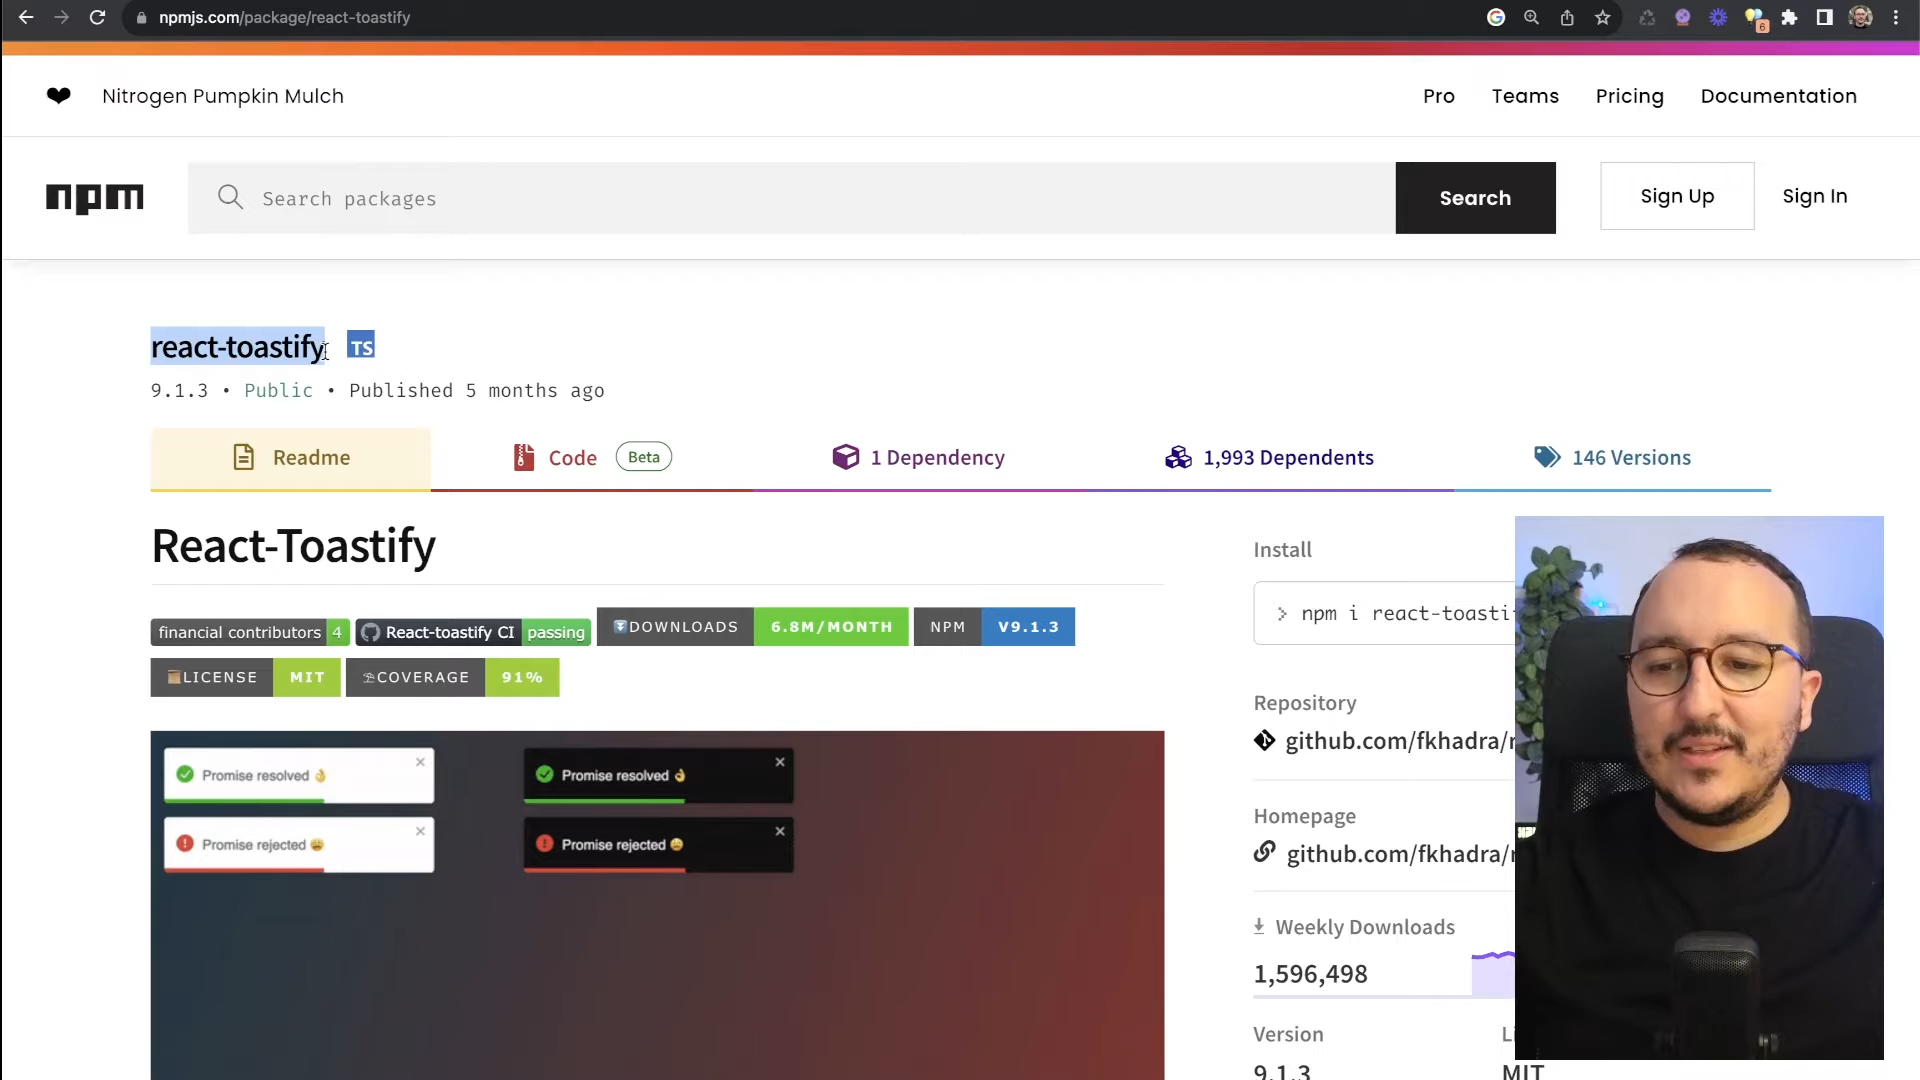 npmjs.com/package/react-toastify
6
❤ Nitrogen Pumpkin Mulch
Pro Teams Pricing Documentation
npm
Search packages
Search
Sign Up
Sign In
react-toastify TS
9.1.3 • Public • Published 5 months ago
Readme
Code Beta
1 Dependency
1,993 Dependents
146 Versions
React-Toastify
financial contributors 4 React-toastify CI passing DOWNLOADS 6.8M/MONTH NPM V9.1.3
LICENSE MIT COVERAGE 91%
Promise resolved 👌
Promise resolved 👌
Promise rejected
Promise rejected
Install
> npm i react-toastif
Repository
github.com/fkhadra/r
Homepage
github.com/fkhadra/r
Weekly Downloads
1,596,498
Version
9.1.3
MIT